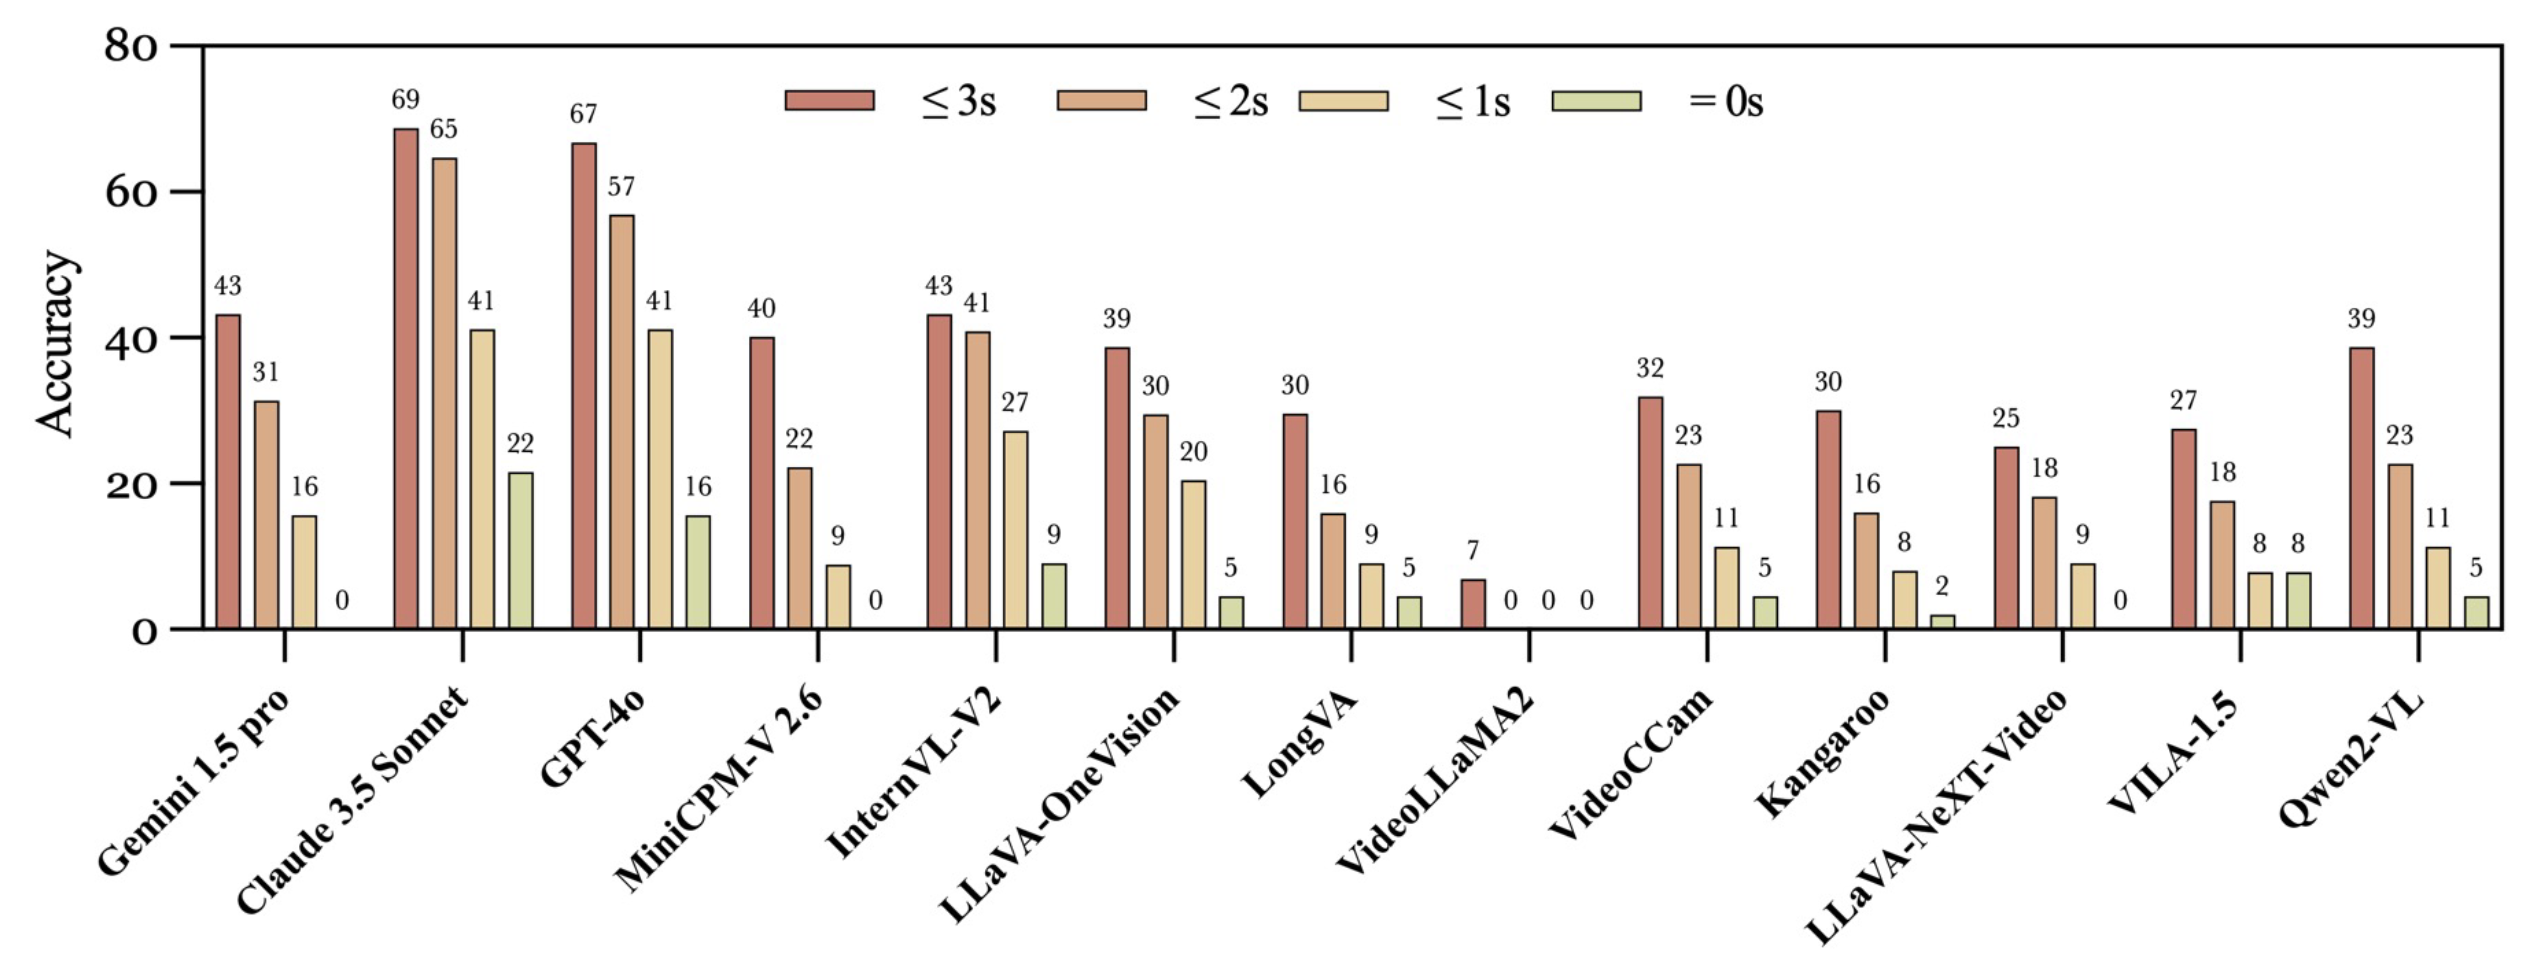 Accuracy
80
60
40
20
0
≤ 3s ≤ 2s ≤ 1s = 0s
43 31 16 0
69 65 41 22
67 57 41 16
40 22 9 0
43 41 27 9
39 30 20 5
30 16 9 5
7 0 0 0
32 23 11 5
30 16 8 2
25 18 9 0
27 18 8 8
39 23 11 5
Gemini 1.5 pro
Claude 3.5 Sonnet
GPT-4o
MiniCPM-V 2.6
InternVL-V2
LLaVA-OneVision
LongVA
VideoLLaMA2
VideoCCam
Kangaroo
LLaVA-NeXT-Video
VILA-1.5
Qwen2-VL